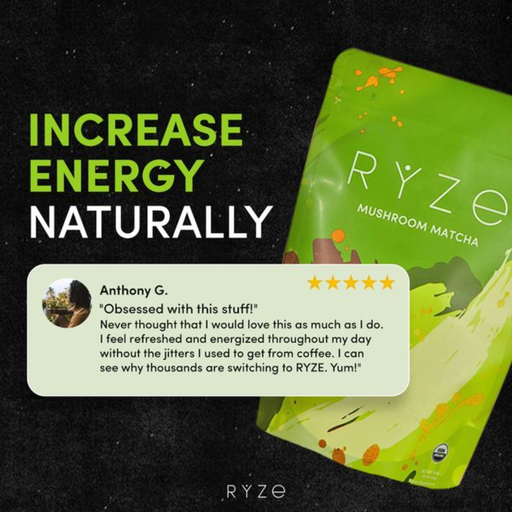 INCREASE
ENERGY
NATURALLY
RYZE
MUSHROOM MATCHA
Anthony G.
"Obsessed with this stuff!"
Never thought that I would love this as much as I do.
I feel refreshed and energized throughout my day
without the jitters I used to get from coffee. I can
see why thousands are switching to RYZE. Yum!"
RYZE